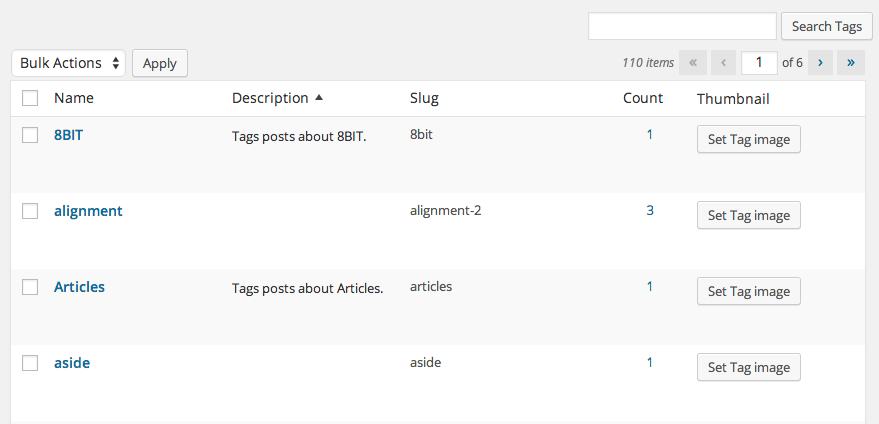 Search Tags
Bulk Actions Apply 110 items « ‹ 1 of 6 › »
Name Description Slug Count Thumbnail
8BIT Tags posts about 8BIT. 8bit 1 Set Tag image
alignment alignment-2 3 Set Tag image
Articles Tags posts about Articles. articles 1 Set Tag image
aside aside 1 Set Tag image